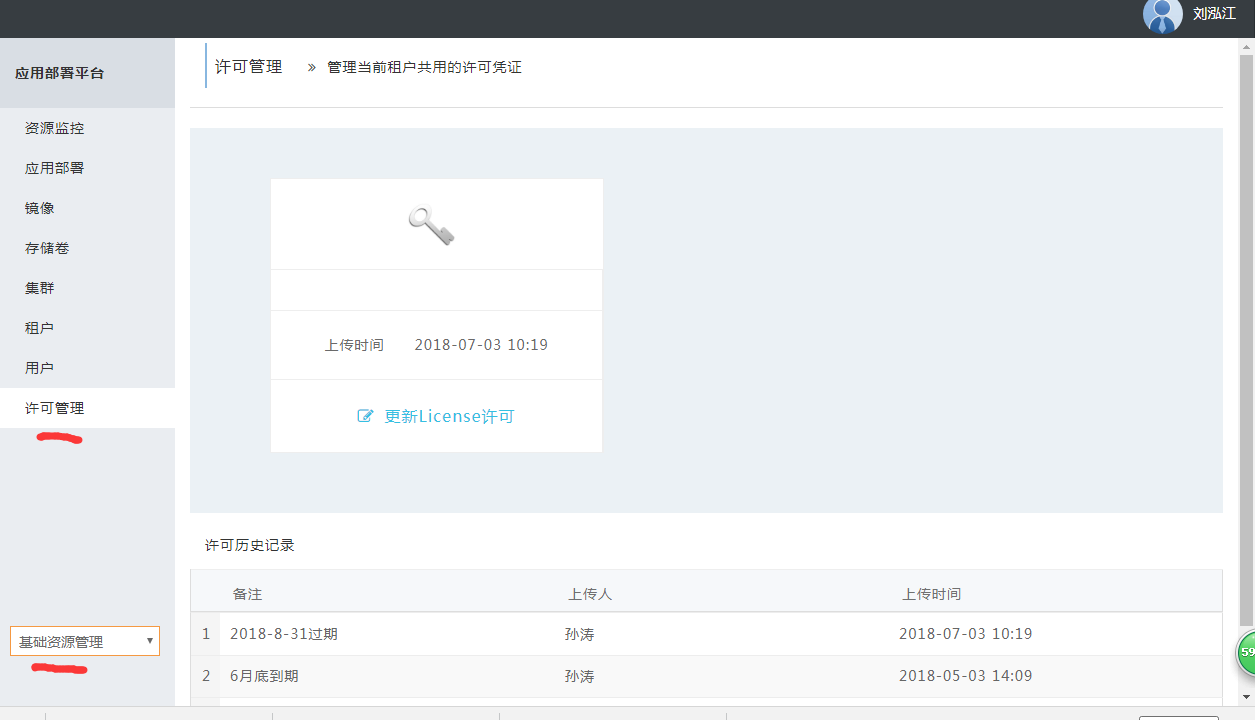 刘泓江
应用部署平台
许可管理 » 管理当前租户共用的许可凭证
资源监控
应用部署
镜像
存储卷
集群
租户
用户
许可管理
基础资源管理
上传时间 2018-07-03 10:19
更新License许可
许可历史记录
备注 上传人 上传时间
1 2018-8-31过期 孙涛 2018-07-03 10:19
2 6月底到期 孙涛 2018-05-03 14:09
59